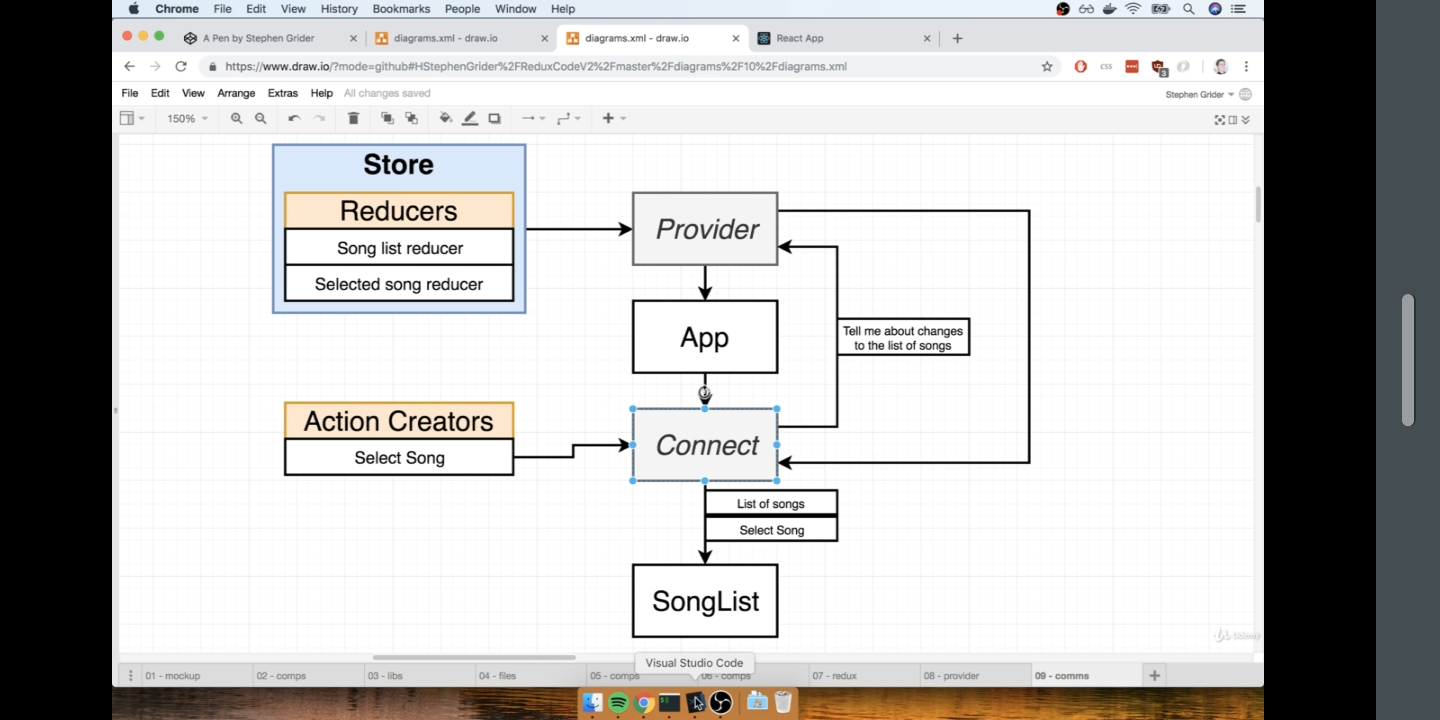 Chrome File Edit View History Bookmarks People Window Help
A Pen by Stephen Grider
diagrams.xml - draw.io
diagrams.xml - draw.io
React App
https://www.draw.io/?mode=github#HStephenGrider%2FReduxCodeV2%2Fmaster%2Fdiagrams%2F10%2Fdiagrams.xml
css
3
File Edit View Arrange Extras Help All changes saved
Stephen Grider
150%
Store
Reducers
Song list reducer
Selected song reducer
Provider
App
Tell me about changes
to the list of songs
Action Creators
Select Song
Connect
List of songs
Select Song
SongList
Udemy
Visual Studio Code
01 - mockup
02 - comps
03 - libs
04 - files
05 - comps
06 - comps
07 - redux
08 - provider
09 - comms